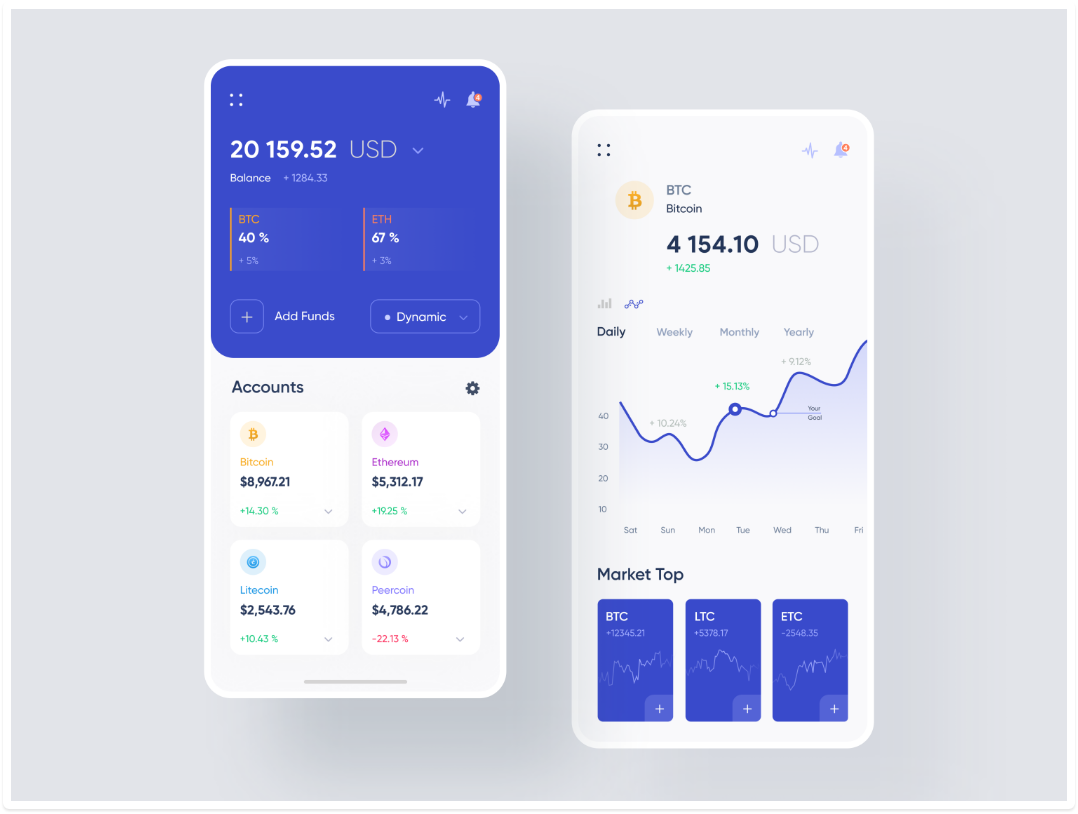 4
20 159.52 USD
Balance + 1284.33
BTC
40 %
+ 5%
ETH
67 %
+ 3%
Add Funds
Dynamic
Accounts
Bitcoin
$8,967.21
+14.30 %
Ethereum
$5,312.17
+19.25 %
Litecoin
$2,543.76
+10.43 %
Peercoin
$4,786.22
-22.13 %
4
BTC
Bitcoin
4 154.10 USD
+ 1425.85
Daily Weekly Monthly Yearly
+ 9.12%
+ 15.13%
+ 10.24%
Your
Goal
40
30
20
10
Sat Sun Mon Tue Wed Thu Fri
Market Top
BTC
+12345.21
LTC
+5378.17
ETC
-2548.35